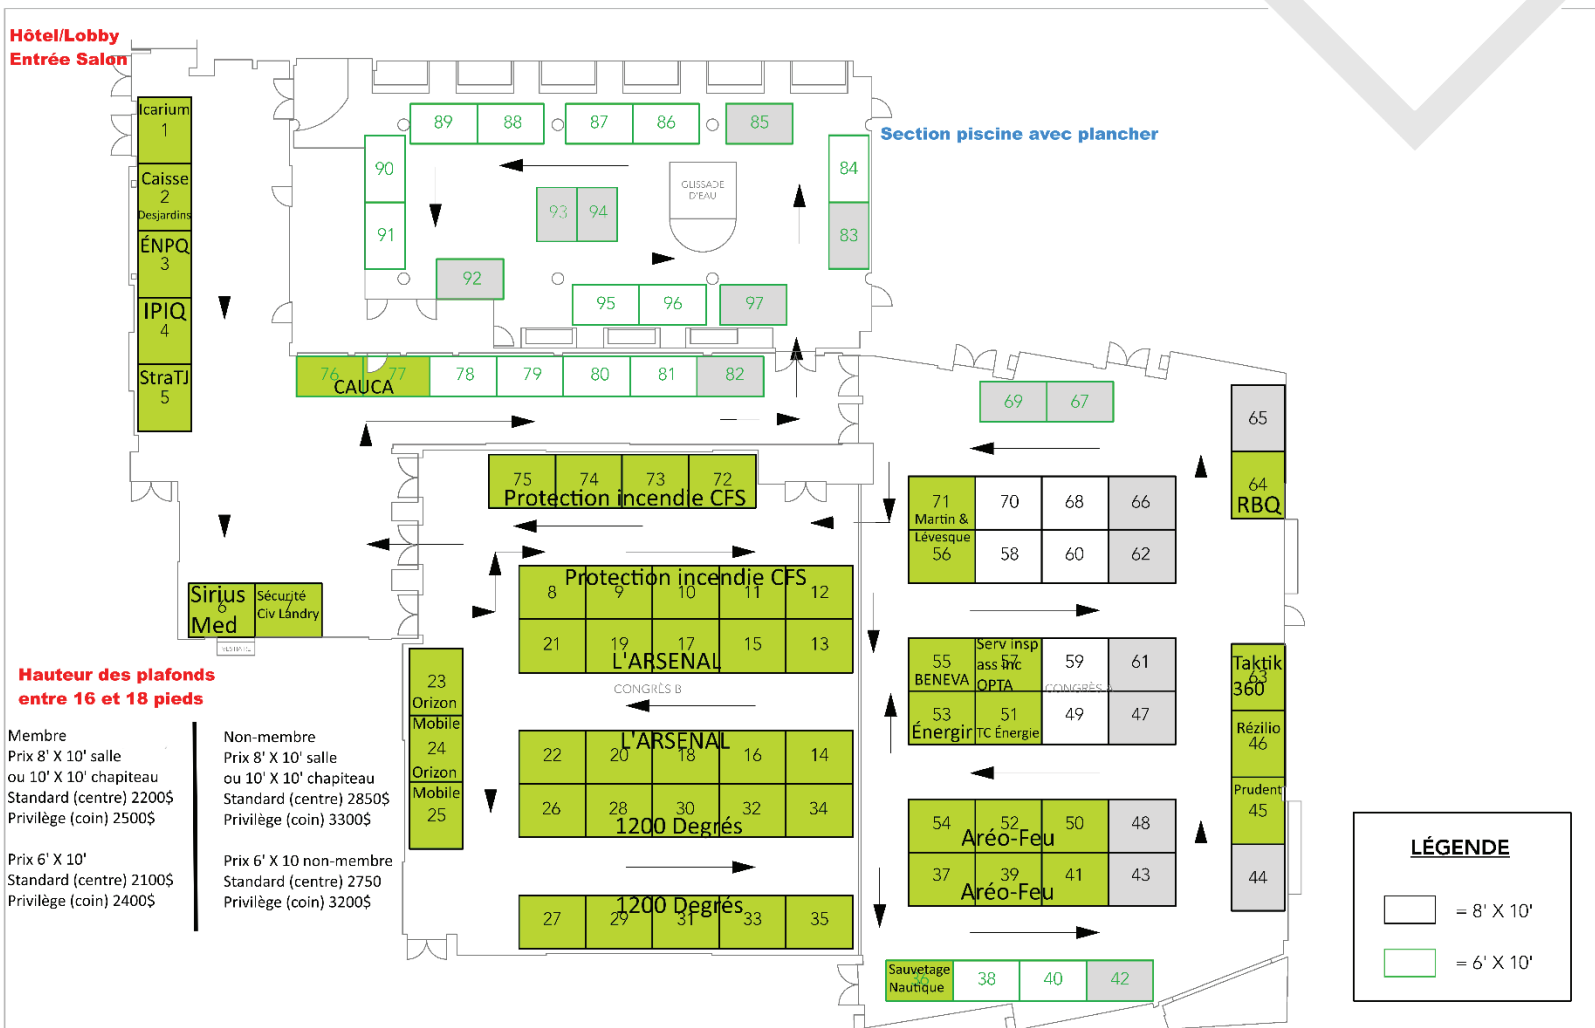 Hôtel/Lobby
Entrée Salon
Icarium
1
Caisse
2
Desjardins
ÉNPQ
3
IPIQ
4
StraTJ
5
Sirius
6
Med
Sécurité
7
Civ Landry
VESTIAIRE
89
88
87
86
85
Section piscine avec plancher
90
91
84
83
GLISSADE
D'EAU
93
94
92
95
96
97
76
77
CAUCA
78
79
80
81
82
69
67
65
64
RBQ
75
74
73
72
Protection incendie CFS
Protection incendie CFS
8
9
10
11
12
21
19
17
15
13
L'ARSENAL
CONGRÈS B
L'ARSENAL
22
20
18
16
14
26
28
30
32
34
1200 Degrés
1200 Degrés
27
29
31
33
35
23
Orizon
Mobile
24
Orizon
Mobile
25
71
Martin &
Lévesque
56
70
68
66
58
60
62
55
BENEVA
Serv insp
57
ass inc
OPTA
59
61
CONGRÈS A
53
Énergir
51
TC Énergie
49
47
54
52
50
48
Aréo-Feu
37
39
41
43
Aréo-Feu
Taktik
63
360
Rézilio
46
Prudent
45
44
Sauvetage
36
Nautique
38
40
42
Hauteur des plafonds
entre 16 et 18 pieds
Membre
Prix 8' X 10' salle
ou 10' X 10' chapiteau
Standard (centre) 2200$
Privilège (coin) 2500$
Prix 6' X 10'
Standard (centre) 2100$
Privilège (coin) 2400$
Non-membre
Prix 8' X 10' salle
ou 10' X 10' chapiteau
Standard (centre) 2850$
Privilège (coin) 3300$
Prix 6' X 10 non-membre
Standard (centre) 2750
Privilège (coin) 3200$
LÉGENDE
= 8' X 10'
= 6' X 10'